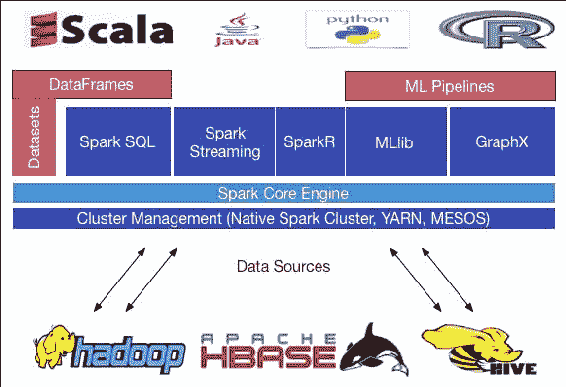 Scala
Java
python
R
DataFrames
ML Pipelines
Datasets
Spark SQL
Spark
Streaming
SparkR
MLlib
GraphX
Spark Core Engine
Cluster Management (Native Spark Cluster, YARN, MESOS)
Data Sources
hadoop
APACHE
HBASE
HIVE